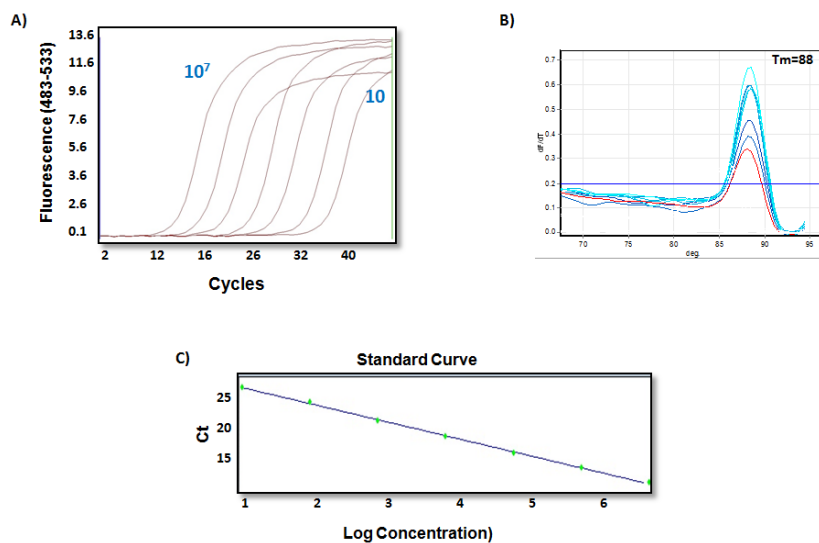 A)
Fluorescence (483-533)
13.6
11.6
9.6
7.6
6.6
2.6
0.1
10⁷
10
2 12 16 26 32 40
Cycles
B)
Tm=88
dF/dT
0.7
0.6
0.5
0.4
0.3
0.2
0.1
0.0
70 75 80 85 90 95
deg.
C)
Standard Curve
Ct
25
20
15
1 2 3 4 5 6
Log Concentration)